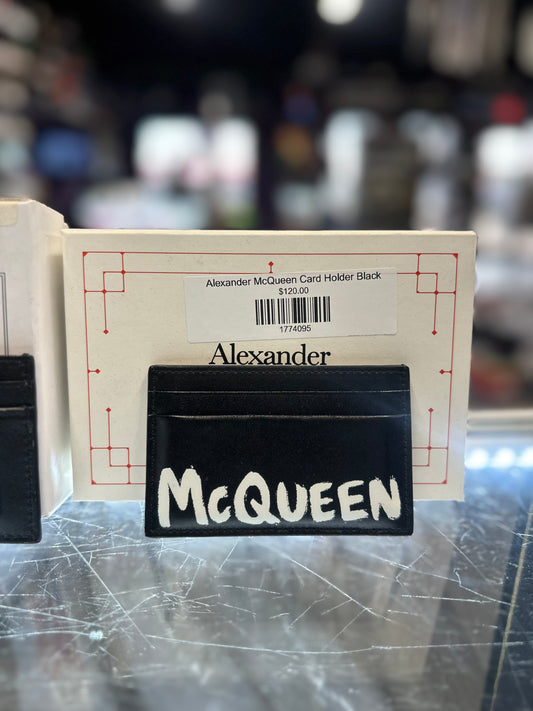 Alexander McQueen Card Holder Black
$120.00
1774095
Alexander
McQUEEN